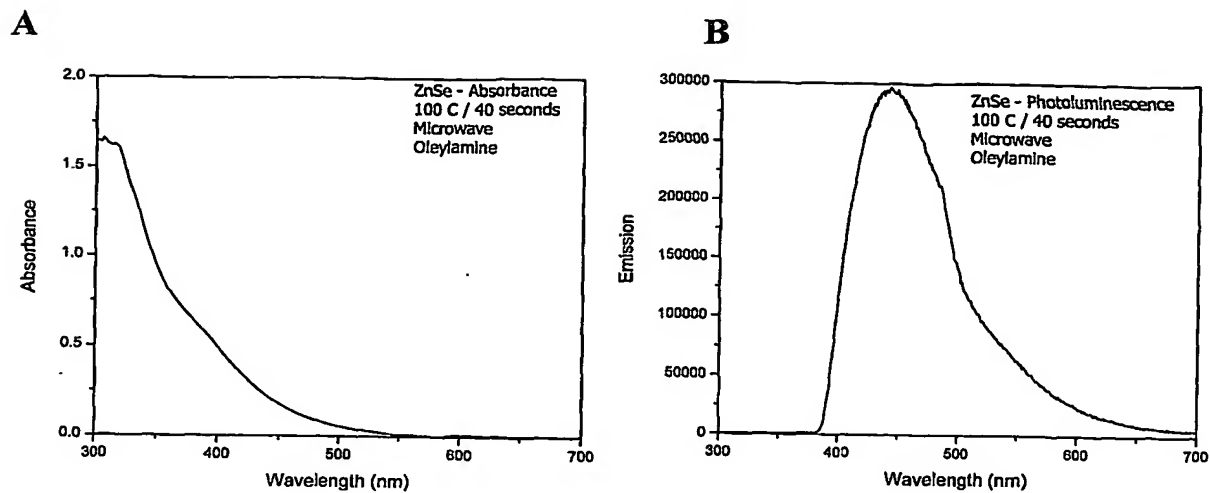 A
2.0
1.5
1.0
0.5
0.0
Absorbance
ZnSe - Absorbance
100 C / 40 seconds
Microwave
Oleylamine
300
400
500
600
700
Wavelength (nm)
B
300000
250000
200000
150000
100000
50000
0
Emission
ZnSe - Photoluminescence
100 C / 40 seconds
Microwave
Oleylamine
300
400
500
600
700
Wavelength (nm)